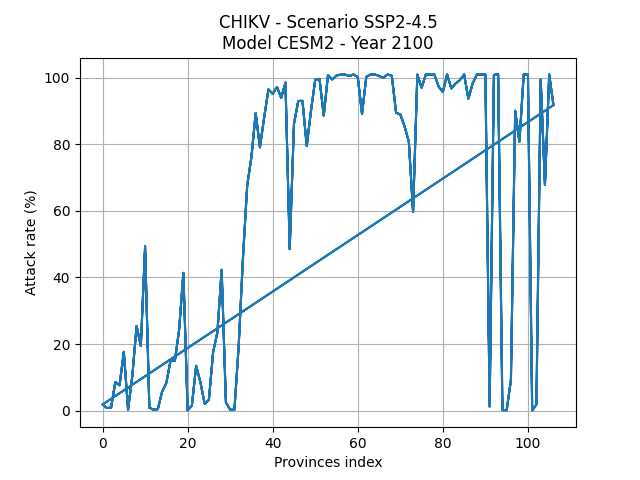 CHIKV - Scenario SSP2-4.5
Model CESM2 - Year 2100
100
80
60
40
20
0
Attack rate (%)
0 20 40 60 80 100
Provinces index